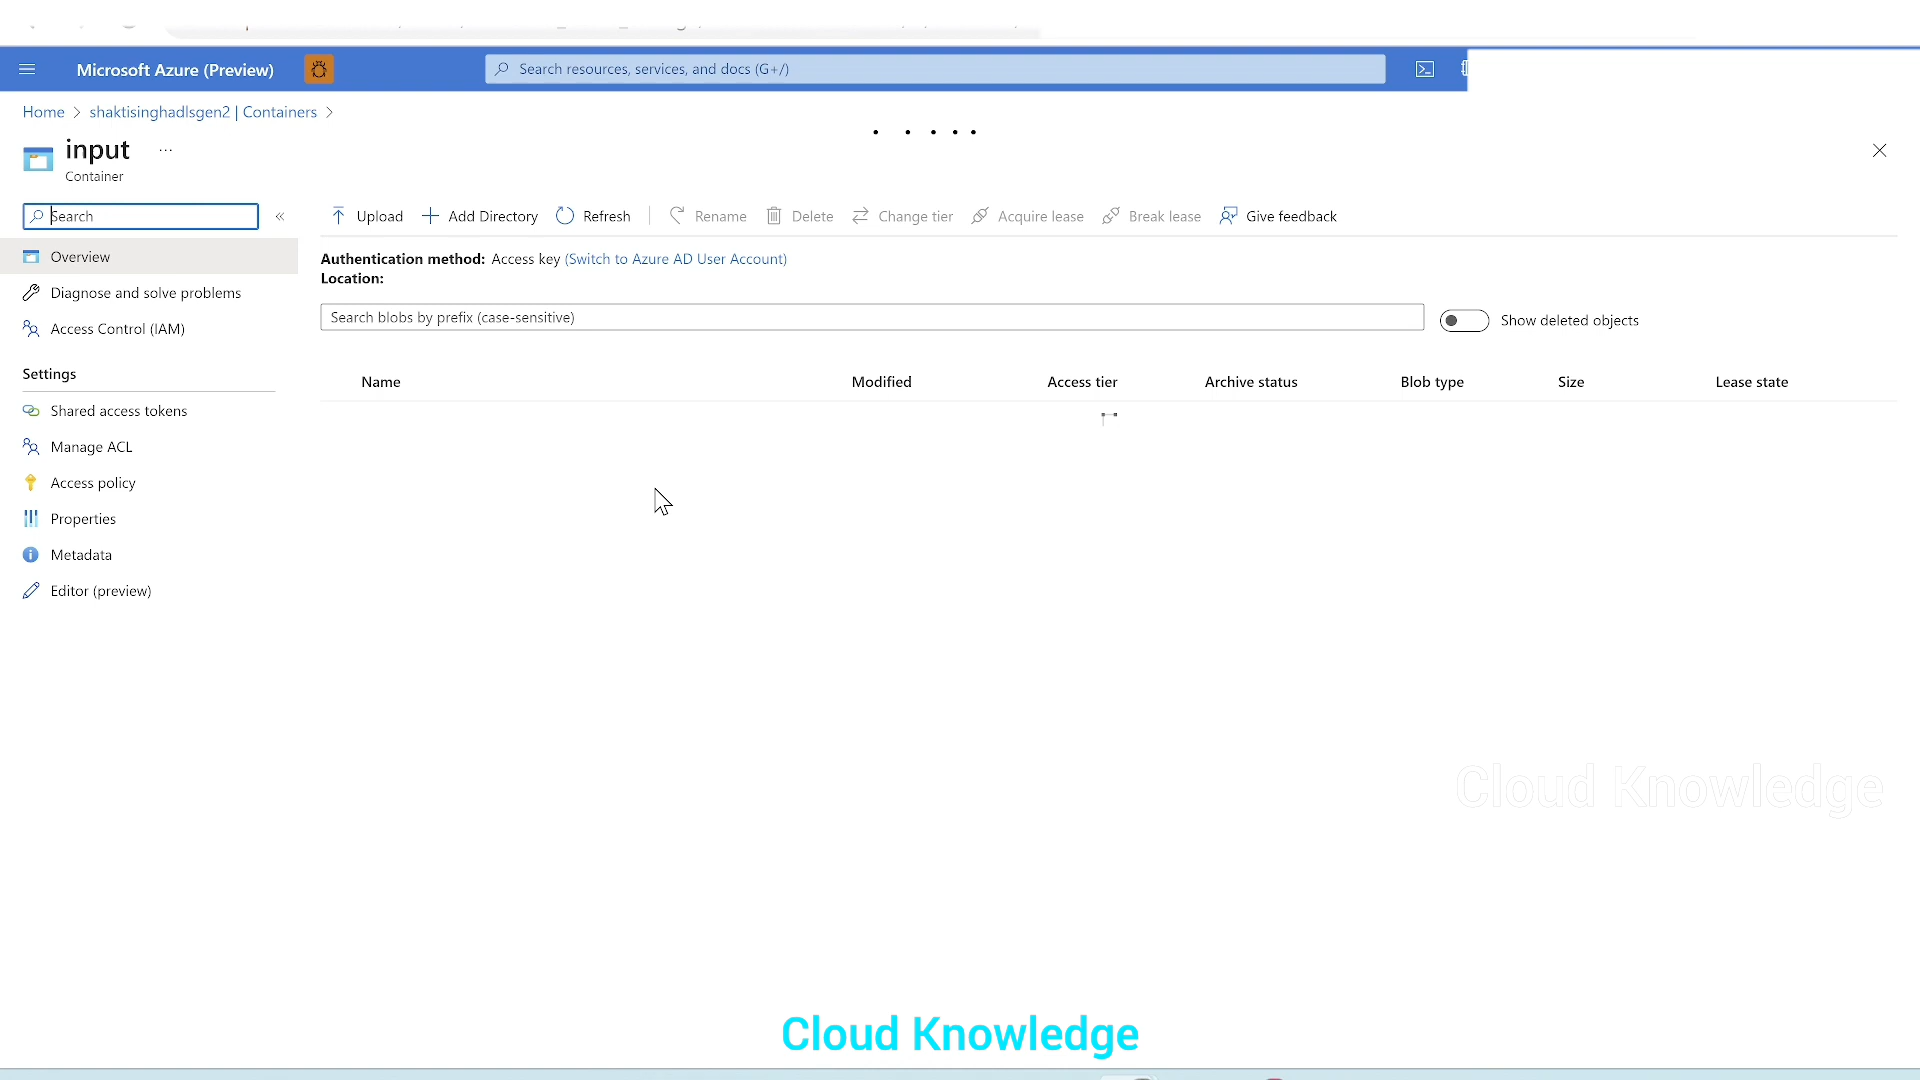 Microsoft Azure (Preview)
Search resources, services, and docs (G+/)
Home > shaktisinghadlsgen2 | Containers >
input ...
Container
Search «
Upload Add Directory Refresh Rename Delete Change tier Acquire lease Break lease Give feedback
Overview
Diagnose and solve problems
Access Control (IAM)
Settings
Shared access tokens
Manage ACL
Access policy
Properties
Metadata
Editor (preview)
Authentication method: Access key (Switch to Azure AD User Account)
Location:
Search blobs by prefix (case-sensitive)
Show deleted objects
Name Modified Access tier Archive status Blob type Size Lease state
Cloud Knowledge
Cloud Knowledge